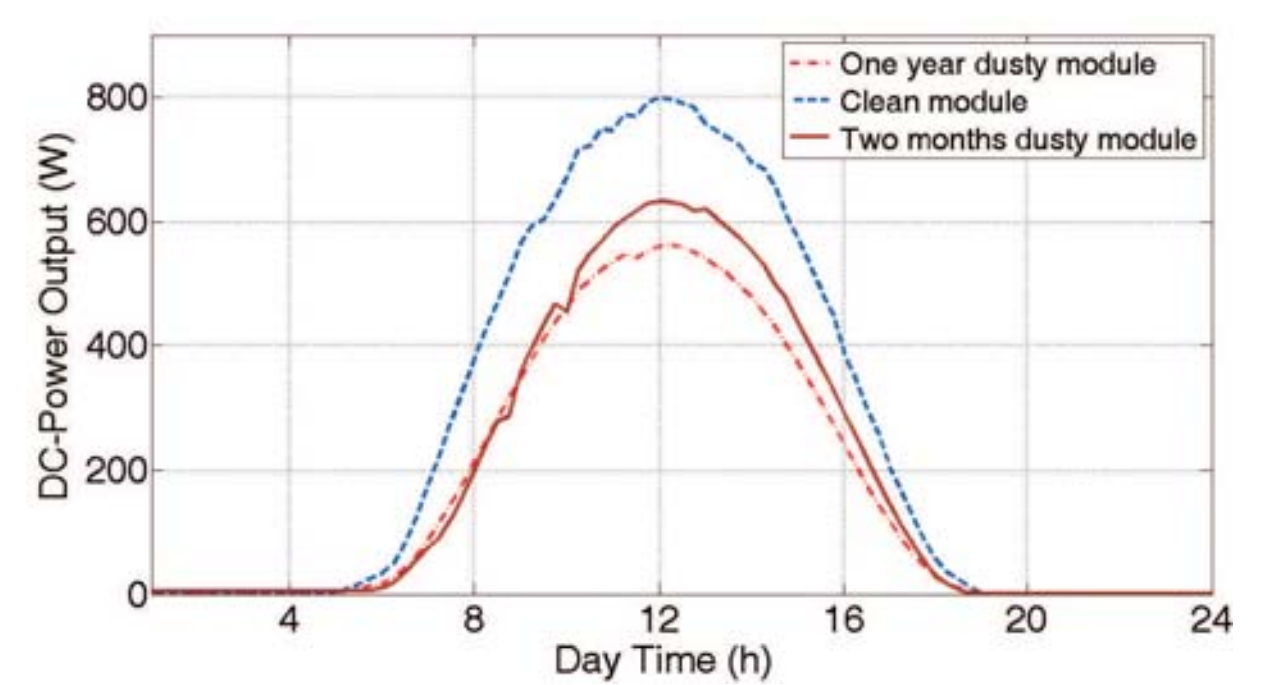 One year dusty module
Clean module
Two months dusty module
DC-Power Output (W)
800
600
400
200
0
4 8 12 16 20 24
Day Time (h)